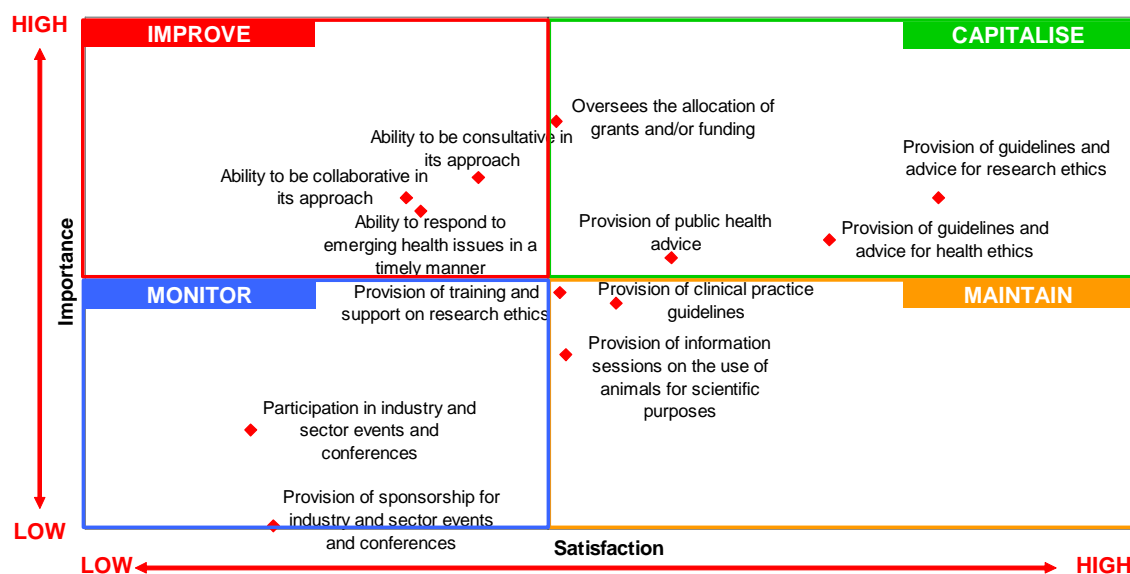 HIGH
IMPROVE
CAPITALISE
Oversees the allocation of
grants and/or funding
Ability to be consultative in
its approach
Provision of guidelines and
advice for research ethics
Ability to be collaborative in
its approach
Ability to respond to
emerging health issues in a
timely manner
Provision of public health
advice
Provision of guidelines and
advice for health ethics
Importance
MONITOR
MAINTAIN
Provision of training and
support on research ethics
Provision of clinical practice
guidelines
Provision of information
sessions on the use of
animals for scientific
purposes
Participation in industry and
sector events and
conferences
Provision of sponsorship for
industry and sector events
and conferences
LOW
Satisfaction
LOW
HIGH